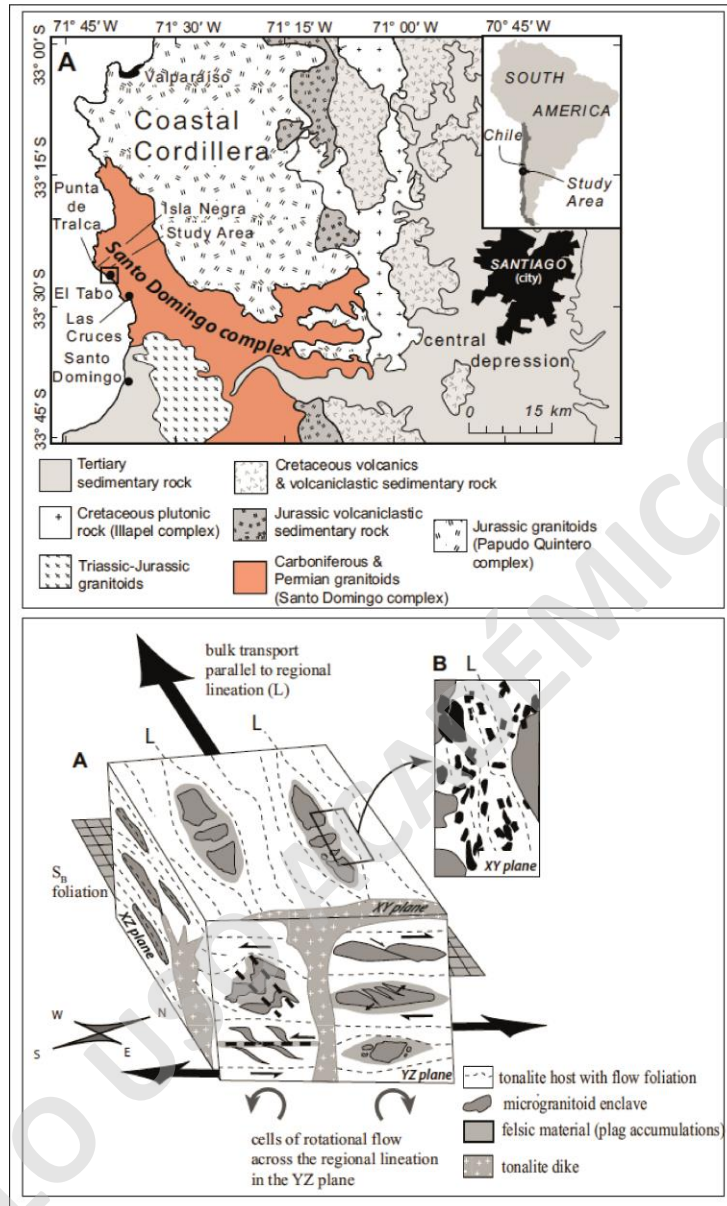 71° 45' W 71° 30' 71° 15' 71° 00' 70° 45'
33° 00' S
33° 15' S
33° 30' S
33° 45' S
A
Valparaíso
Coastal
Cordillera
Punta
de
Tralca
Isla Negra
Study Area
El Tabo
Las
Cruces
Santo
Domingo
Santo Domingo complex
SOUTH
AMERICA
Chile
Study
Area
SANTIAGO
(city)
central
depression
0 15 km
Tertiary
sedimentary rock
Cretaceous volcanics
& volcaniclastic sedimentary rock
Cretaceous plutonic
rock (Illapel complex)
Jurassic volcaniclastic
sedimentary rock
Jurassic granitoids
(Papudo Quintero
complex)
Triassic-Jurassic
granitoids
Carboniferous &
Permian granitoids
(Santo Domingo complex)
bulk transport
parallel to regional
lineation (L)
A
L
L
B
L
XY plane
SB
foliation
XZ plane
XY plane
YZ plane
W
N
S
E
cells of rotational flow
across the regional lineation
in the YZ plane
tonalite host with flow foliation
microgranitoid enclave
felsic material (plag accumulations)
tonalite dike
LO USO ACADÉMICO